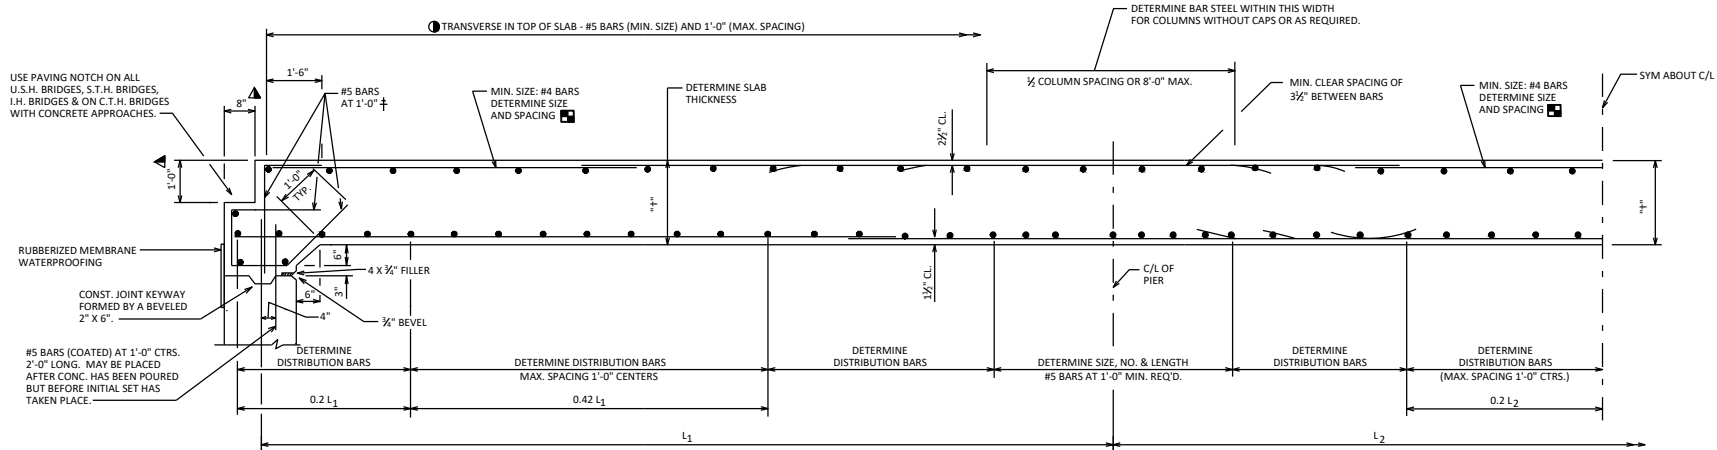 TRANSVERSE IN TOP OF SLAB - #5 BARS (MIN. SIZE) AND 1'-0" (MAX. SPACING)
DETERMINE BAR STEEL WITHIN THIS WIDTH
FOR COLUMNS WITHOUT CAPS OR AS REQUIRED.
USE PAVING NOTCH ON ALL
U.S.H. BRIDGES, S.T.H. BRIDGES,
I.H. BRIDGES & ON C.T.H. BRIDGES
WITH CONCRETE APPROACHES.
8"
1'-6"
#5 BARS
AT 1'-0" ‡
MIN. SIZE: #4 BARS
DETERMINE SIZE
AND SPACING
DETERMINE SLAB
THICKNESS
½ COLUMN SPACING OR 8'-0" MAX.
MIN. CLEAR SPACING OF
3½" BETWEEN BARS
MIN. SIZE: #4 BARS
DETERMINE SIZE
AND SPACING
SYM ABOUT C/L
2½" CL.
1'-0"
1'-0"
TYP.
"t"
"t"
RUBBERIZED MEMBRANE
WATERPROOFING
6"
4 X ¾" FILLER
3"
6"
4"
¾" BEVEL
1½" CL.
C/L OF
PIER
CONST. JOINT KEYWAY
FORMED BY A BEVELED
2" X 6".
#5 BARS (COATED) AT 1'-0" CTRS.
2'-0" LONG. MAY BE PLACED
AFTER CONC. HAS BEEN POURED
BUT BEFORE INITIAL SET HAS
TAKEN PLACE.
DETERMINE
DISTRIBUTION BARS
DETERMINE DISTRIBUTION BARS
MAX. SPACING 1'-0" CENTERS
DETERMINE
DISTRIBUTION BARS
DETERMINE SIZE, NO. & LENGTH
#5 BARS AT 1'-0" MIN. REQ'D.
DETERMINE
DISTRIBUTION BARS
DETERMINE
DISTRIBUTION BARS
(MAX. SPACING 1'-0" CTRS.)
0.2 L₁
0.42 L₁
0.2 L₂
L₁
L₂